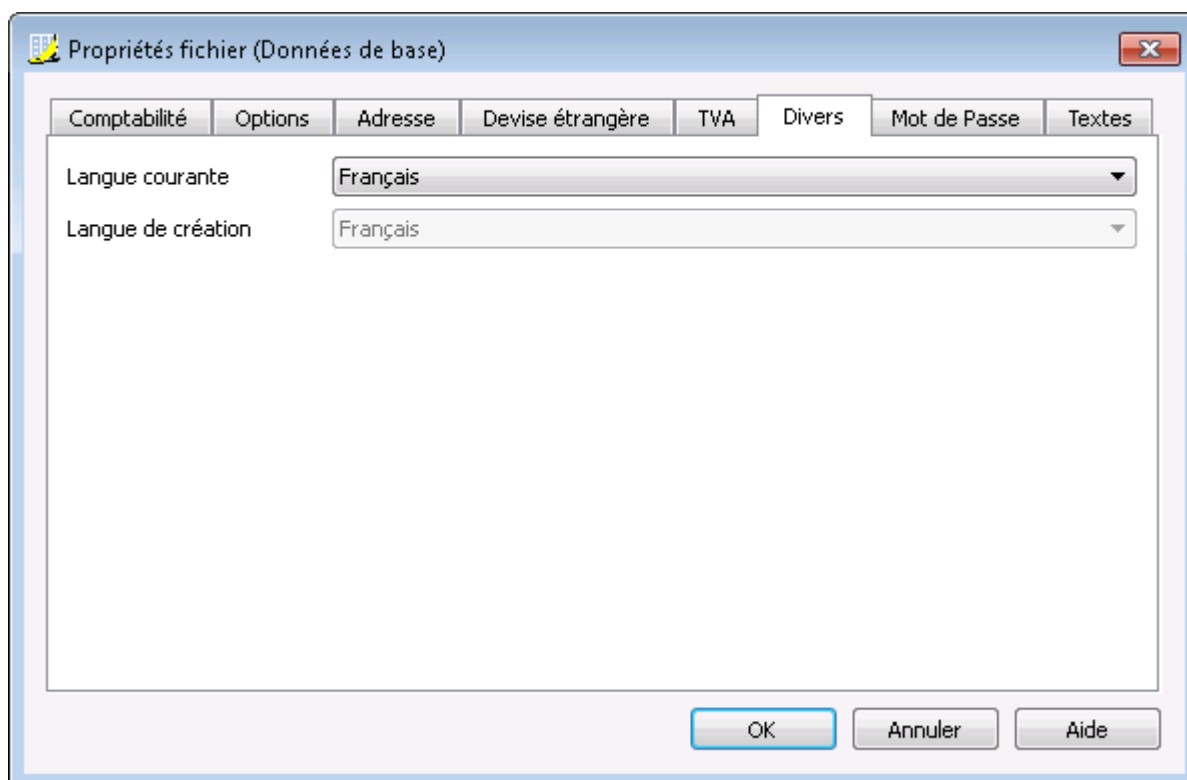 Propriétés fichier (Données de base)
Comptabilité Options Adresse Devise étrangère TVA Divers Mot de Passe Textes
Langue courante Français
Langue de création Français
OK Annuler Aide